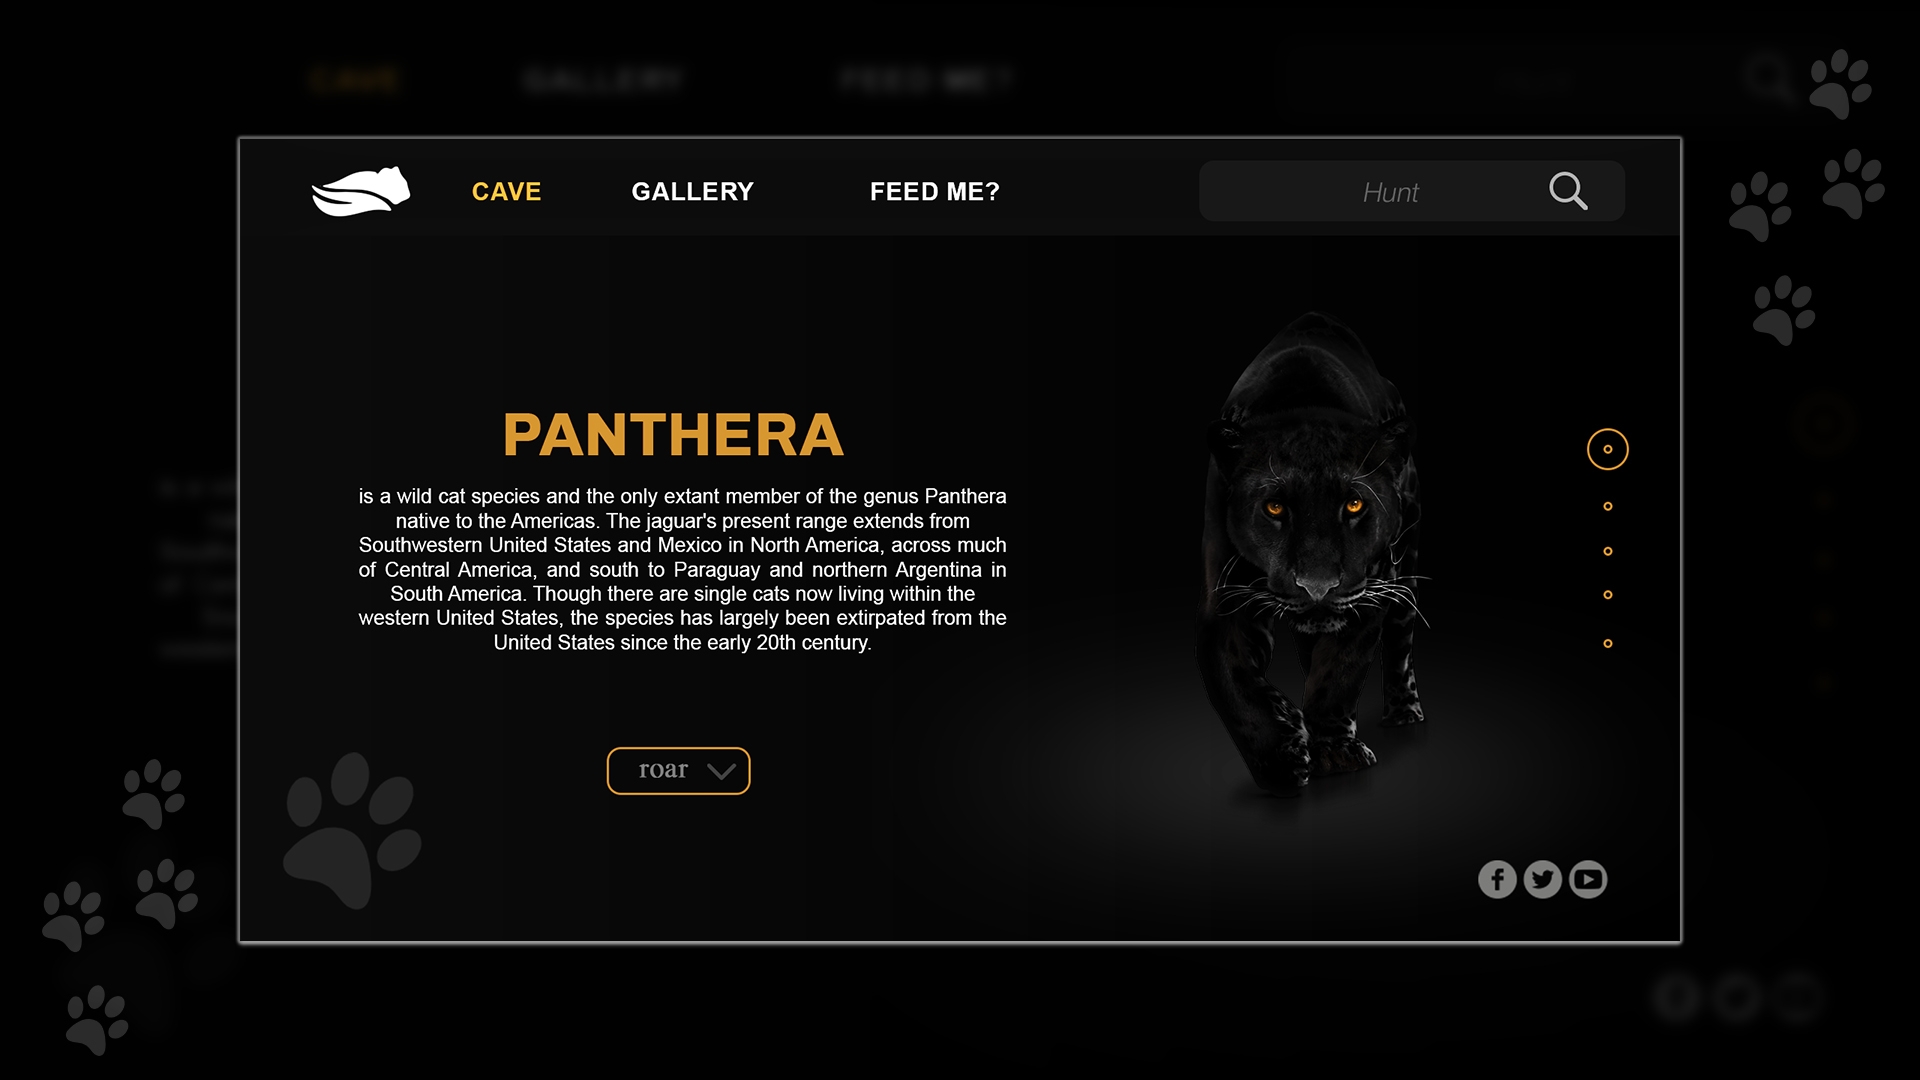 CAVE GALLERY FEED ME?
CAVE GALLERY FEED ME? Hunt
PANTHERA
is a wild cat species and the only extant member of the genus Panthera
native to the Americas. The jaguar's present range extends from
Southwestern United States and Mexico in North America, across much
of Central America, and south to Paraguay and northern Argentina in
South America. Though there are single cats now living within the
western United States, the species has largely been extirpated from the
United States since the early 20th century.
roar